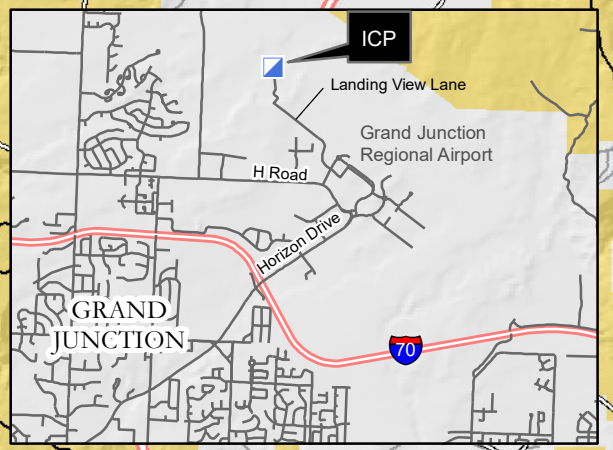 ICP
Landing View Lane
Grand Junction
Regional Airport
H Road
Horizon Drive
GRAND
JUNCTION
70